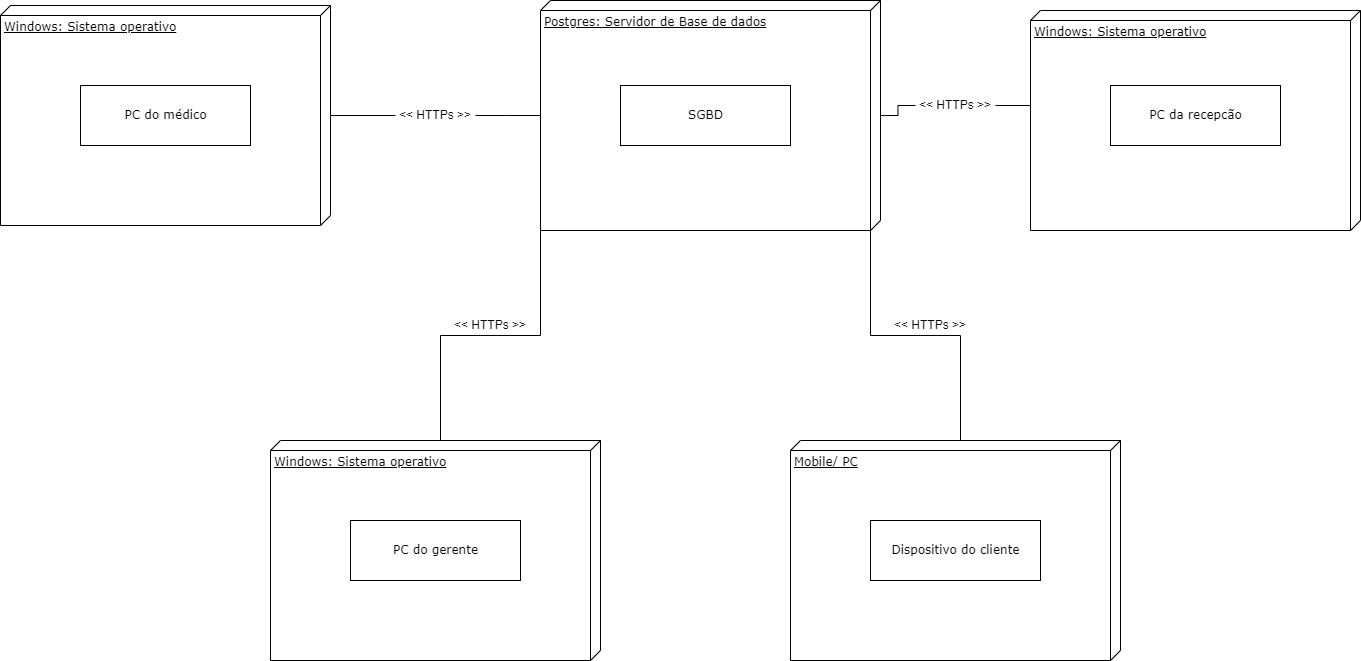 Windows: Sistema operativo
PC do médico
<< HTTPs >>
Postgres: Servidor de Base de dados
SGBD
<< HTTPs >>
Windows: Sistema operativo
PC da recepcão
<< HTTPs >>
<< HTTPs >>
Windows: Sistema operativo
PC do gerente
Mobile/ PC
Dispositivo do cliente